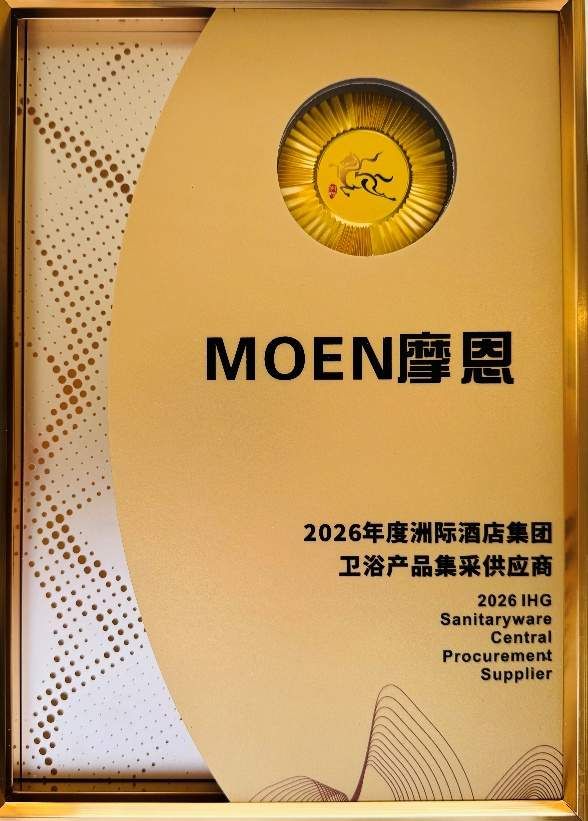 MOEN摩恩
2026年度洲际酒店集团
卫浴产品集采供应商
2026 IHG
Sanitaryware
Central
Procurement
Supplier